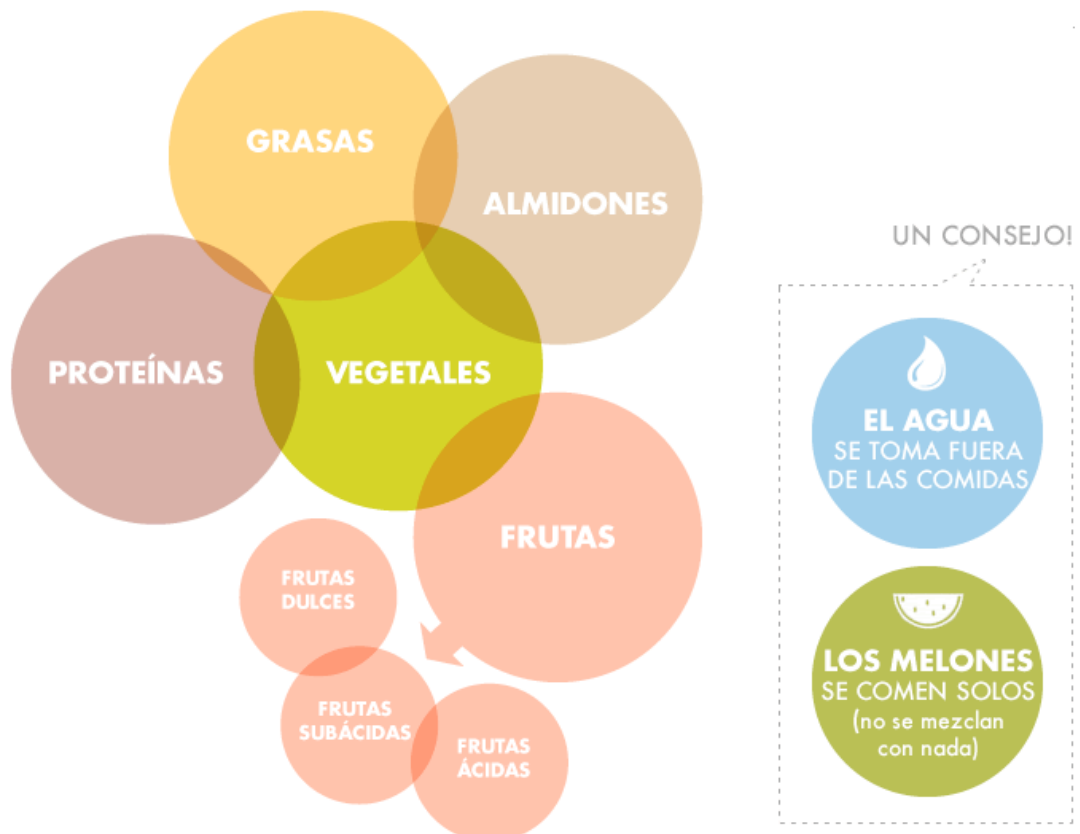 GRASAS
ALMIDONES
PROTEÍNAS
VEGETALES
FRUTAS
FRUTAS
DULCES
FRUTAS
SUBÁCIDAS
FRUTAS
ÁCIDAS
UN CONSEJO!
EL AGUA
SE TOMA FUERA
DE LAS COMIDAS
LOS MELONES
SE COMEN SOLOS
(no se mezclan
con nada)